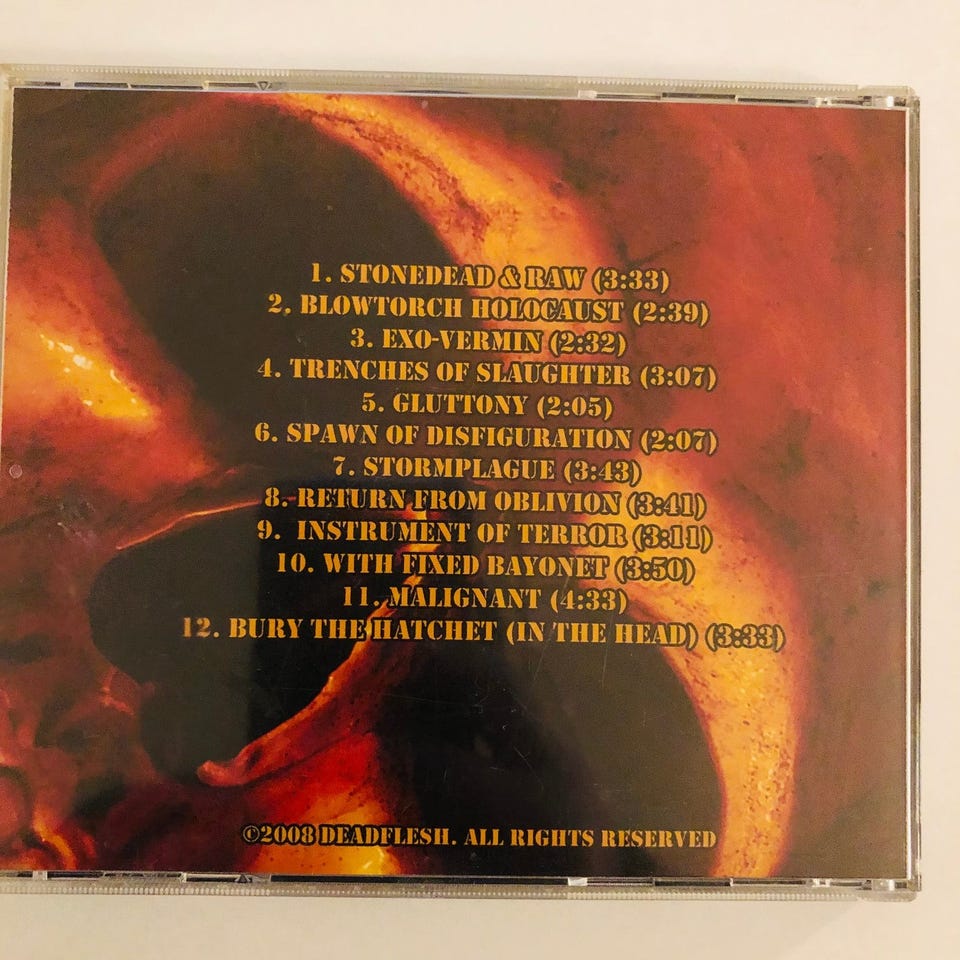 1. STONEDEAD & RAW (3:33)
2. BLOWTORCH HOLOCAUST (2:39)
3. EXO-VERMIN (2:32)
4. TRENCHES OF SLAUGHTER (3:07)
5. GLUTTONY (2:05)
6. SPAWN OF DISFIGURATION (2:07)
7. STORMPLAGUE (3:43)
8. RETURN FROM OBLIVION (3:41)
9. INSTRUMENT OF TERROR (3:11)
10. WITH FIXED BAYONET (3:50)
11. MALIGNANT (4:33)
12. BURY THE HATCHET (IN THE HEAD) (3:33)
©2008 DEADFLESH. ALL RIGHTS RESERVED